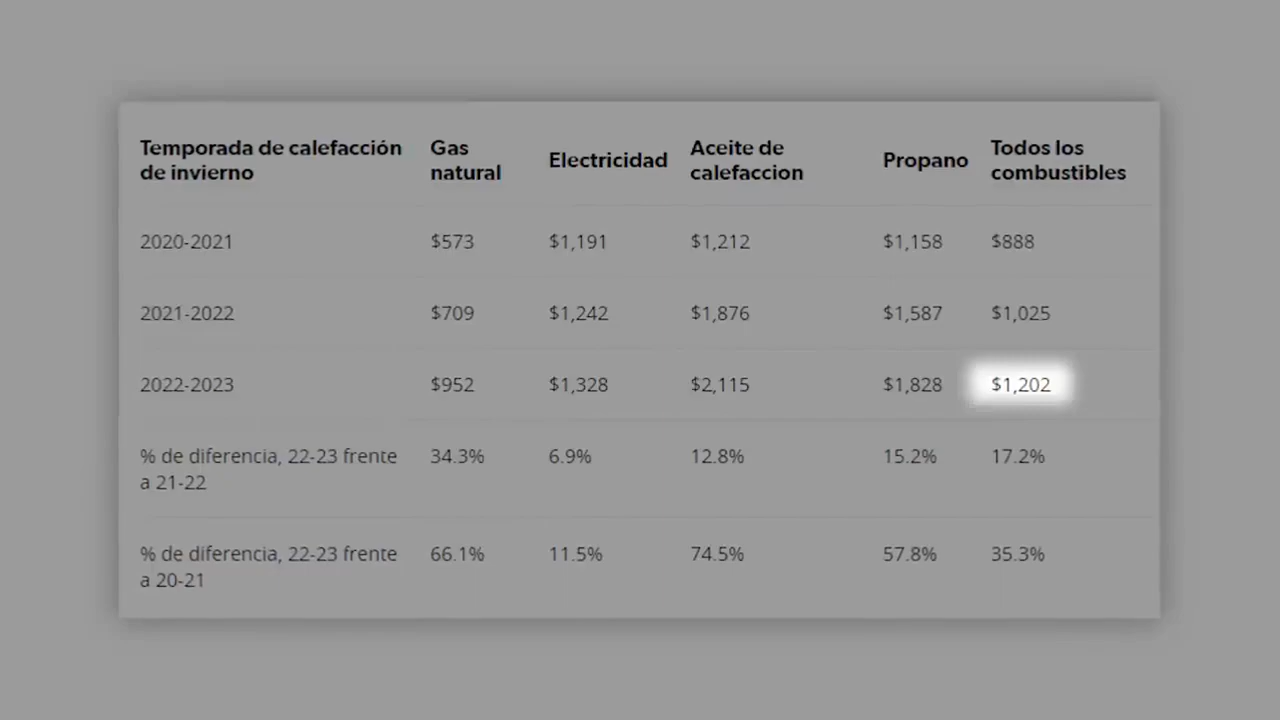 Temporada de calefacción de invierno Gas natural Electricidad Aceite de calefaccion Propano Todos los combustibles
2020-2021 $573 $1,191 $1,212 $1,158 $888
2021-2022 $709 $1,242 $1,876 $1,587 $1,025
2022-2023 $952 $1,328 $2,115 $1,828 $1,202
% de diferencia, 22-23 frente a 21-22 34.3% 6.9% 12.8% 15.2% 17.2%
% de diferencia, 22-23 frente a 20-21 66.1% 11.5% 74.5% 57.8% 35.3%